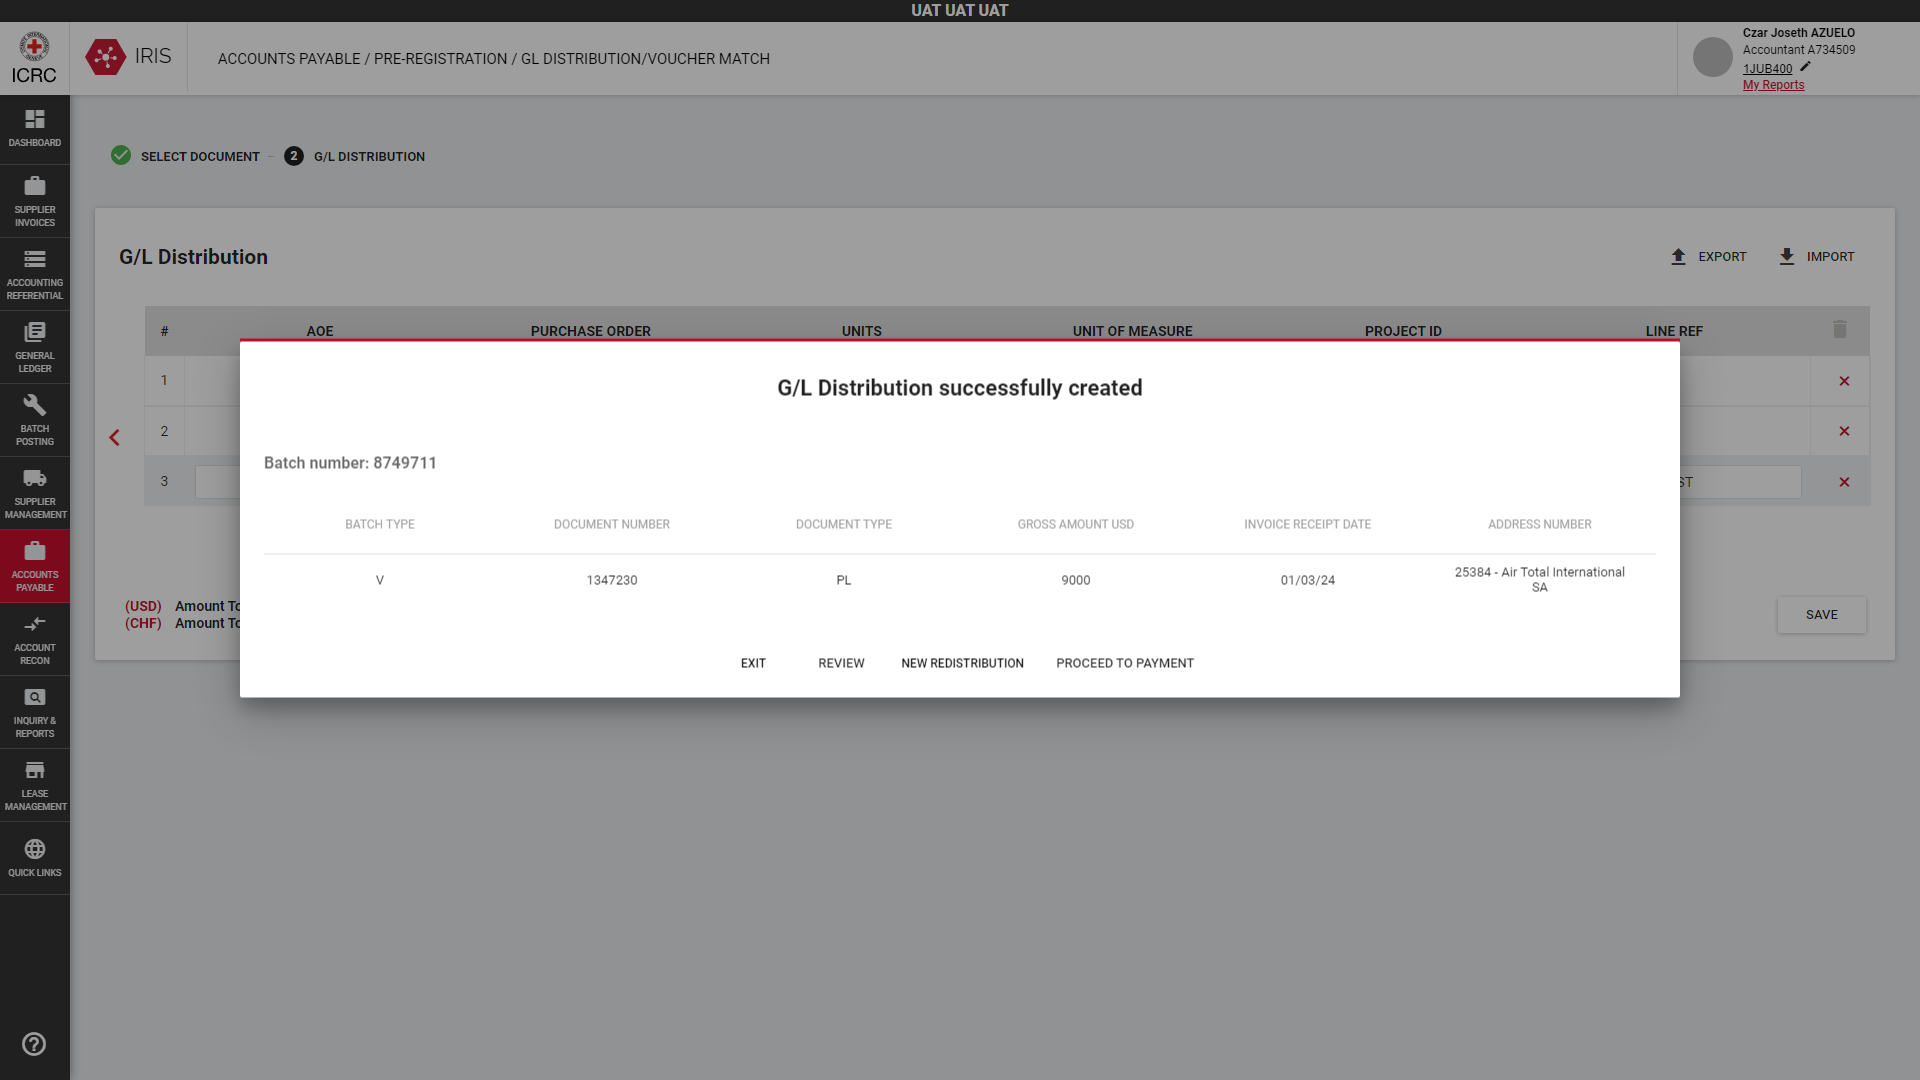 UAT UAT UAT
ICRC
IRIS
ACCOUNTS PAYABLE / PRE-REGISTRATION / GL DISTRIBUTION/VOUCHER MATCH
Czar Joseth AZUELO
Accountant A734509
1JUB400
My Reports
DASHBOARD
SUPPLIER
INVOICES
ACCOUNTING
REFERENTIAL
GENERAL
LEDGER
BATCH
POSTING
SUPPLIER
MANAGEMENT
ACCOUNTS
PAYABLE
ACCOUNT
RECON
INQUIRY &
REPORTS
LEASE
MANAGEMENT
QUICK LINKS
SELECT DOCUMENT 2 G/L DISTRIBUTION
G/L Distribution
EXPORT IMPORT
# AOE PURCHASE ORDER UNITS UNIT OF MEASURE PROJECT ID LINE REF
1
2
3 ST
(USD) Amount To
(CHF) Amount To
SAVE
G/L Distribution successfully created
Batch number: 8749711
BATCH TYPE DOCUMENT NUMBER DOCUMENT TYPE GROSS AMOUNT USD INVOICE RECEIPT DATE ADDRESS NUMBER
V 1347230 PL 9000 01/03/24 25384 - Air Total International
SA
EXIT REVIEW NEW REDISTRIBUTION PROCEED TO PAYMENT